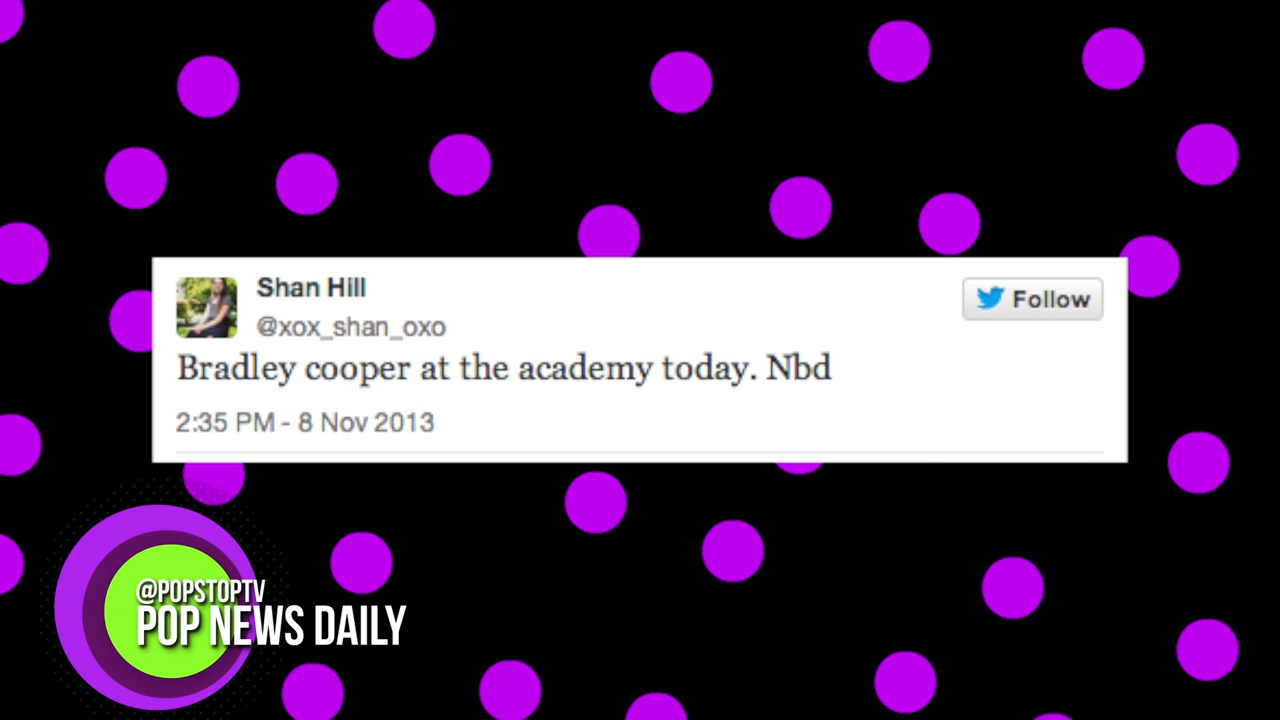 Shan Hill
@xox_shan_oxo
Follow
Bradley cooper at the academy today. Nbd
2:35 PM - 8 Nov 2013
@POPSTOPTV
POP NEWS DAILY